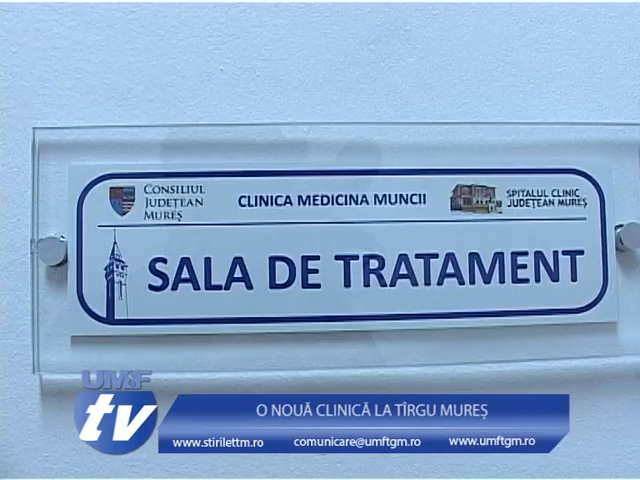 CONSILIUL
JUDEȚEAN
MUREȘ
CLINICA MEDICINA MUNCII
SPITALUL CLINIC
JUDEȚEAN MUREȘ
SALA DE TRATAMENT
UMF
tv
O NOUĂ CLINICĂ LA TÎRGU MUREȘ
www.stirilettm.ro comunicare@umftgm.ro www.umftgm.ro